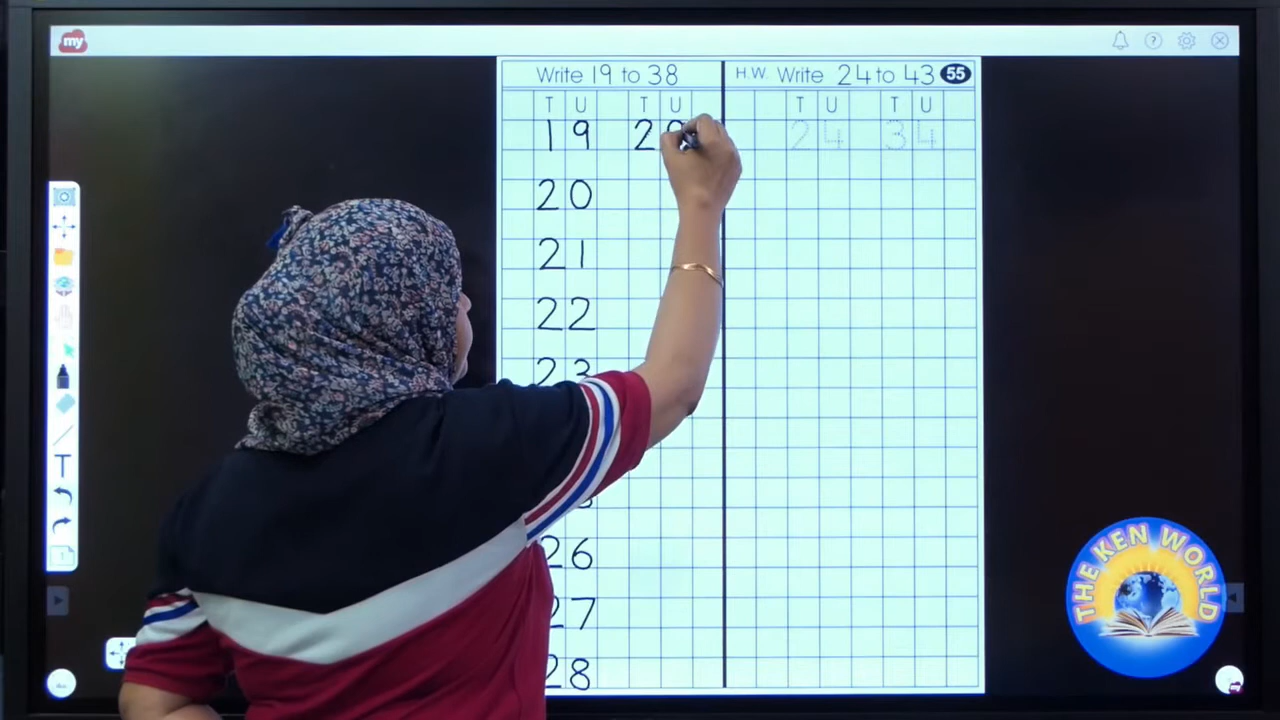 my
Write 19 to 38
H.W. Write 24 to 43 55
T U T U T U T U
19 2 24 34
20
21
22
23
26
27
28
THE KEN WORLD